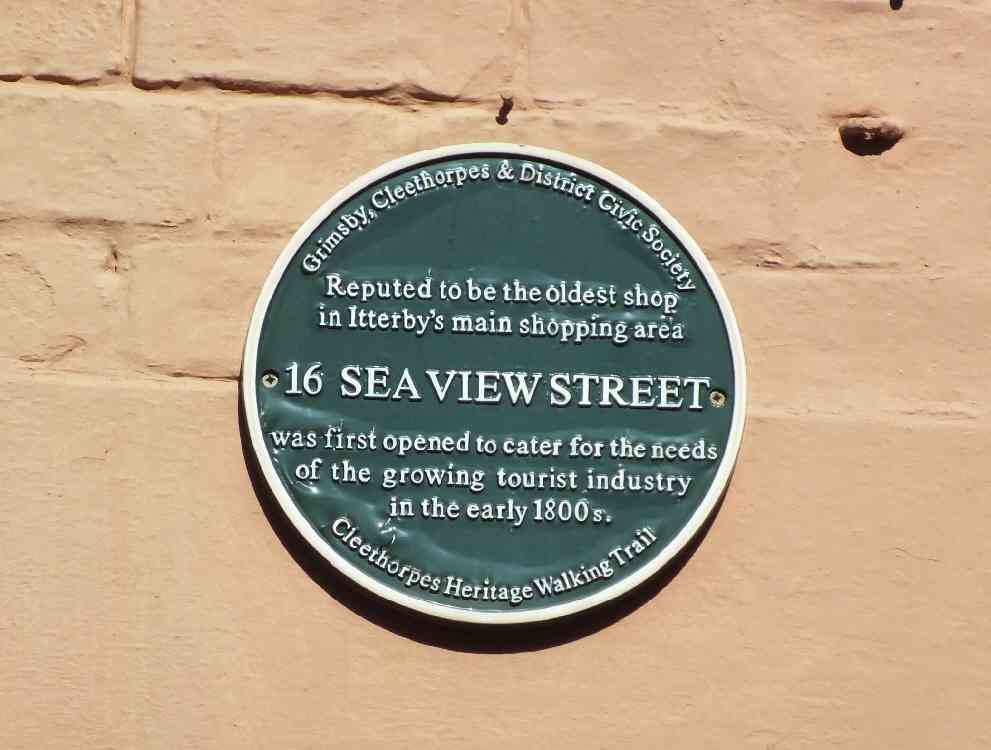 Grimsby, Cleethorpes & District Civic Society
Reputed to be the oldest shop
in Itterby's main shopping area
16 SEA VIEW STREET
was first opened to cater for the needs
of the growing tourist industry
in the early 1800s.
Cleethorpes Heritage Walking Trail